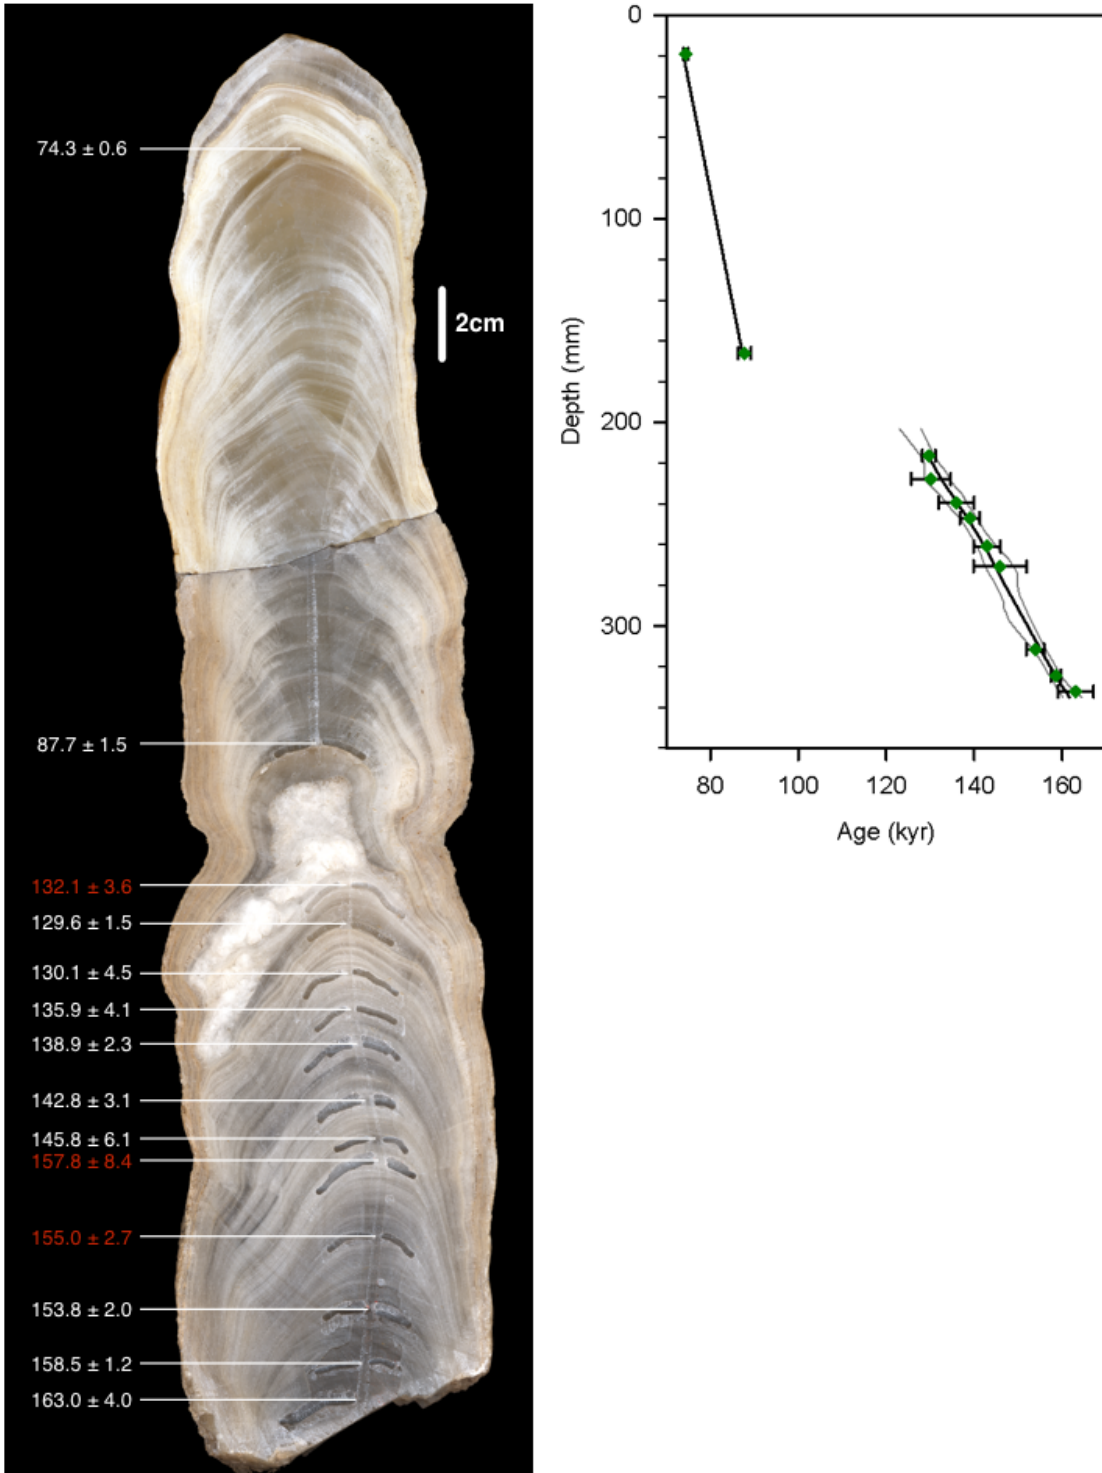 74.3 ± 0.6
2cm
87.7 ± 1.5
132.1 ± 3.6
129.6 ± 1.5
130.1 ± 4.5
135.9 ± 4.1
138.9 ± 2.3
142.8 ± 3.1
145.8 ± 6.1
157.8 ± 8.4
155.0 ± 2.7
153.8 ± 2.0
158.5 ± 1.2
163.0 ± 4.0
0
100
200
300
Depth (mm)
80 100 120 140 160
Age (kyr)